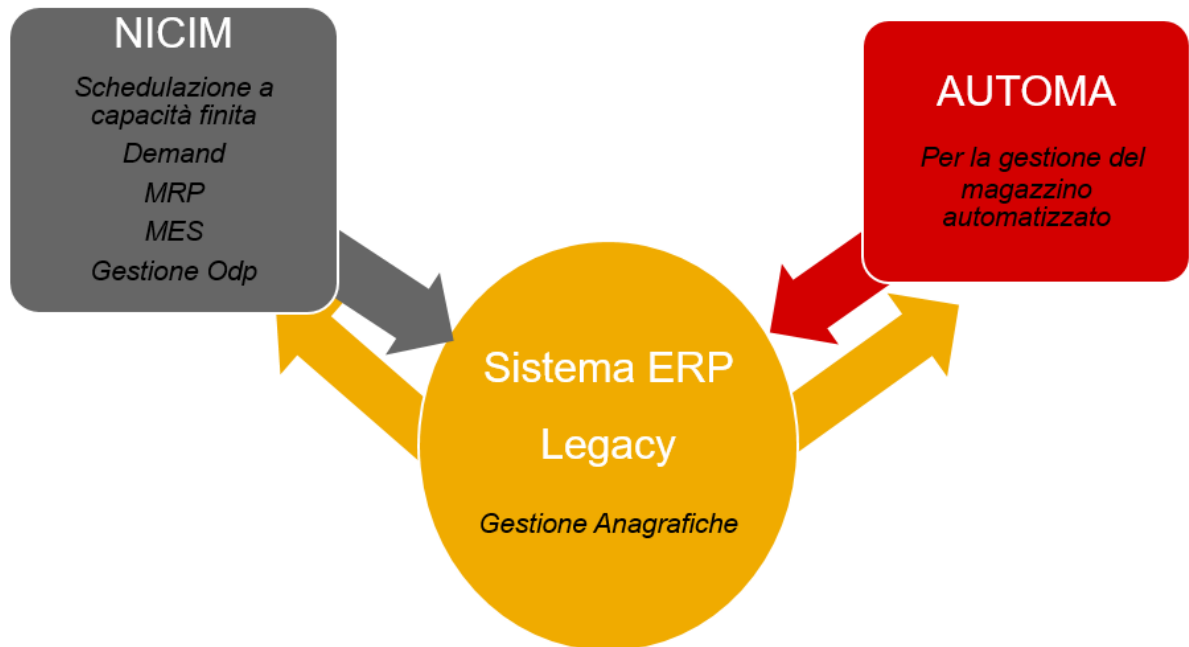 NICIM
Schedulazione a
capacità finita
Demand
MRP
MES
Gestione Odp
AUTOMA
Per la gestione del
magazzino
automatizzato
Sistema ERP
Legacy
Gestione Anagrafiche